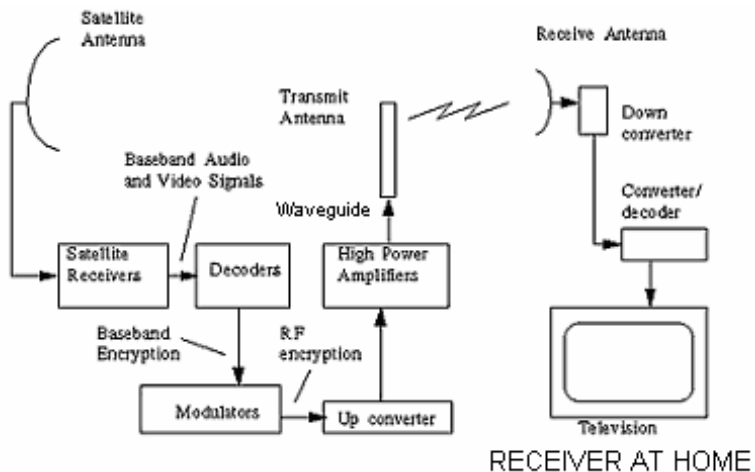 Satellite
Antenna
Receive Antenna
Transmit
Antenna
Down
converter
Baseband Audio
and Video Signals
Converter/
decoder
Waveguide
Satellite
Receivers
Decoders
High Power
Amplifiers
Baseband
Encryption
RF
encryption
Modulators
Up converter
Television
RECEIVER AT HOME